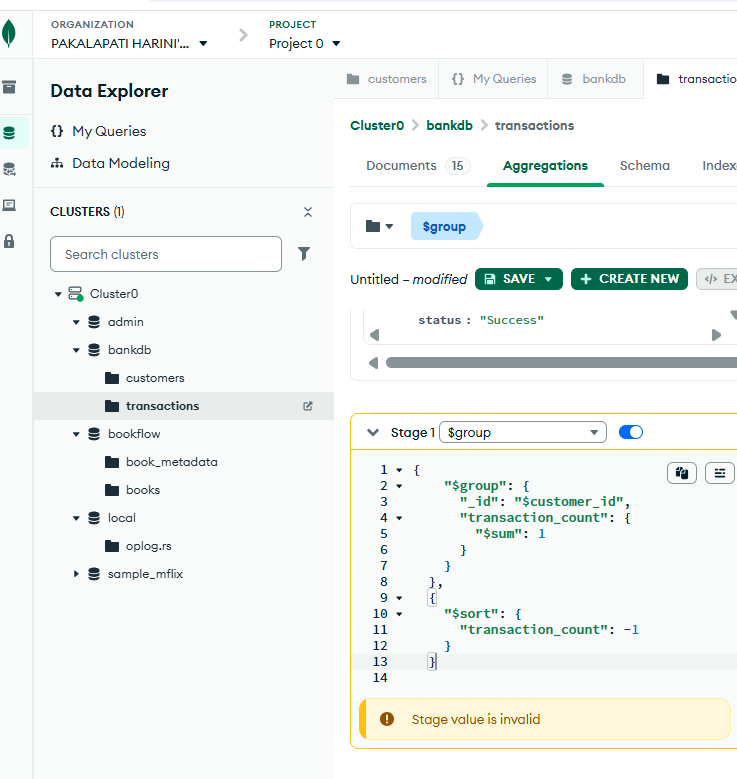 ORGANIZATION
PAKALAPATI HARINI'...
PROJECT
Project 0
Data Explorer
My Queries
Data Modeling
CLUSTERS (1)
Search clusters
Cluster0
admin
bankdb
customers
transactions
bookflow
book_metadata
books
local
oplog.rs
sample_mflix
customers
{} My Queries
bankdb
transactio
Cluster0 > bankdb > transactions
Documents 15 Aggregations Schema Index
$group
Untitled – modified SAVE + CREATE NEW </> EX
status : "Success"
Stage 1 $group
1 {
2 "$group": {
3 "_id": "$customer_id",
4 "transaction_count": {
5 "$sum": 1
6 }
7 }
8 },
9 {
10 "$sort": {
11 "transaction_count": -1
12 }
13 }
14
Stage value is invalid